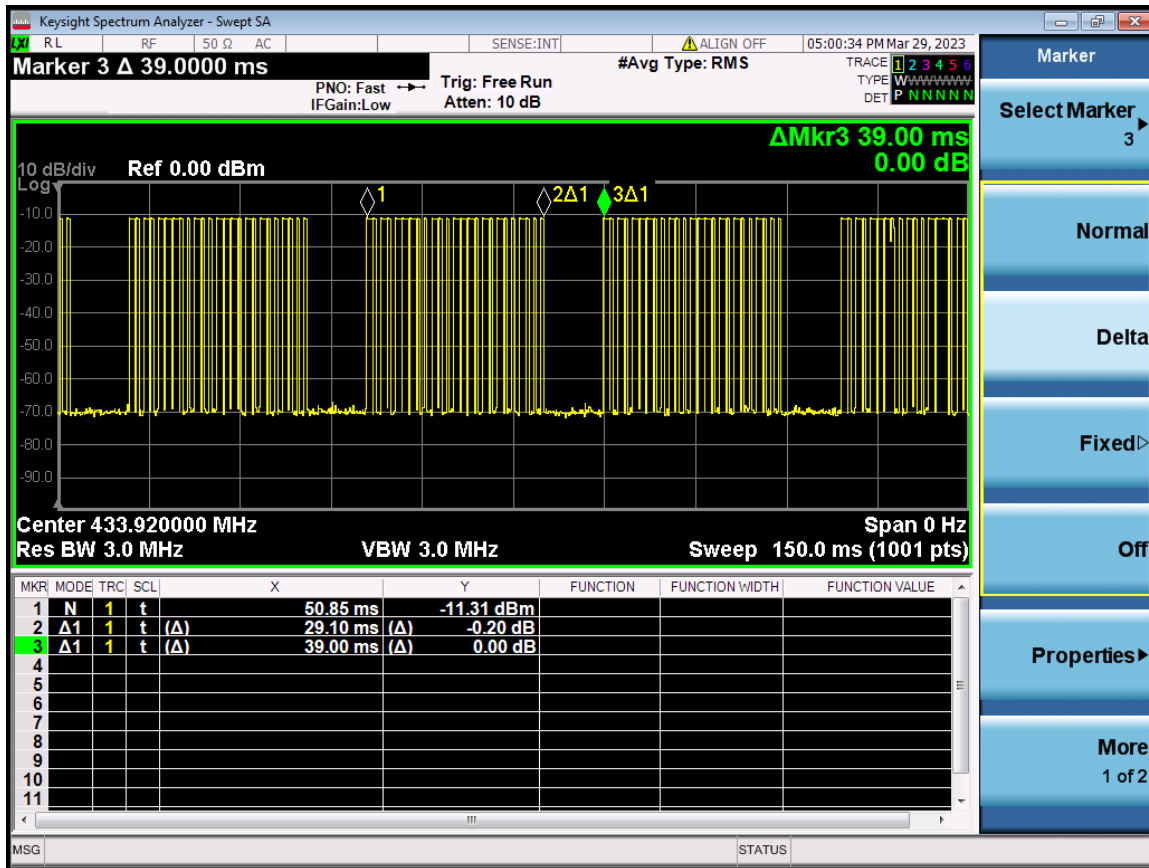 Keysight Spectrum Analyzer - Swept SA
LXI RL RF 50 Ω AC SENSE:INT ALIGN OFF 05:00:34 PM Mar 29, 2023
Marker 3 Δ 39.0000 ms
PNO: Fast
IFGain:Low
Trig: Free Run
Atten: 10 dB
#Avg Type: RMS
TRACE 1 2 3 4 5 6
TYPE WWWWWWW
DET P N N N N N
ΔMkr3 39.00 ms
0.00 dB
10 dB/div Ref 0.00 dBm
Log
1 2Δ1 3Δ1
-10.0
-20.0
-30.0
-40.0
-50.0
-60.0
-70.0
-80.0
-90.0
Center 433.920000 MHz Span 0 Hz
Res BW 3.0 MHz VBW 3.0 MHz Sweep 150.0 ms (1001 pts)
MKR MODE TRC SCL X Y FUNCTION FUNCTION WIDTH FUNCTION VALUE
1 N 1 t 50.85 ms -11.31 dBm
2 Δ1 1 t (Δ) 29.10 ms (Δ) -0.20 dB
3 Δ1 1 t (Δ) 39.00 ms (Δ) 0.00 dB
4
5
6
7
8
9
10
11
MSG STATUS
Marker
Select Marker
3
Normal
Delta
Fixed
Off
Properties
More
1 of 2